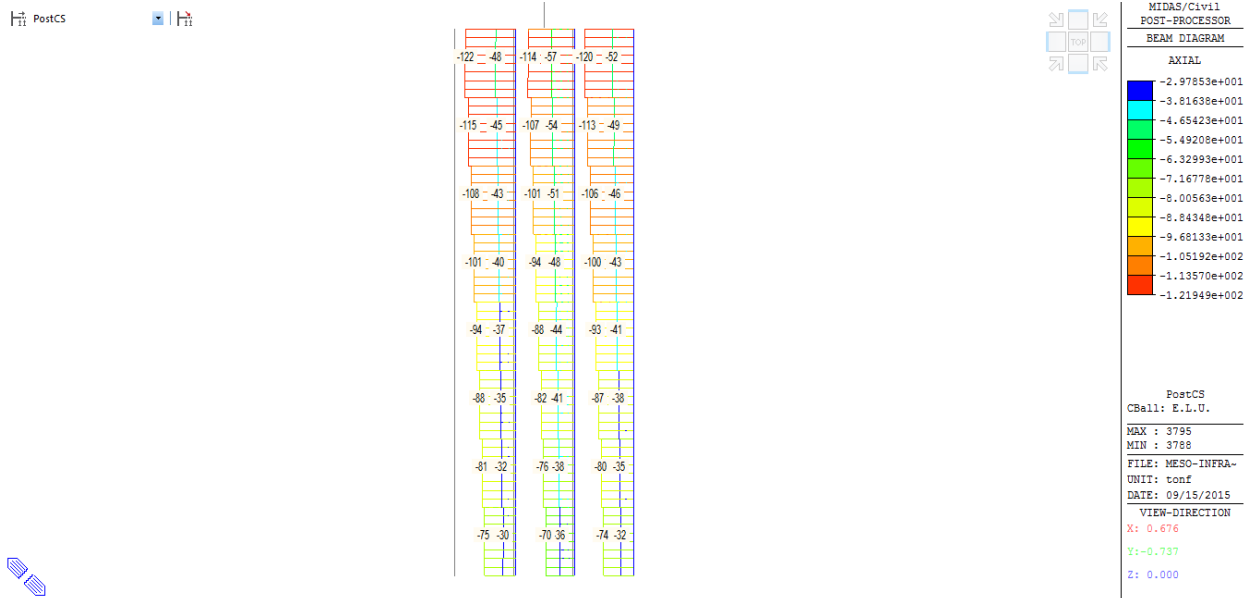 PostCS
TOP
-122 -48 -114 -57 -120 -52
-115 -45 -107 -54 -113 -49
-108 -43 -101 -51 -106 -46
-101 -40 -94 -48 -100 -43
-94 -37 -88 -44 -93 -41
-88 -35 -82 -41 -87 -38
-81 -32 -76 -38 -80 -35
-75 -30 -70 36 -74 -32
MIDAS/Civil
POST-PROCESSOR
BEAM DIAGRAM
AXIAL
-2.97853e+001
-3.81638e+001
-4.65423e+001
-5.49208e+001
-6.32993e+001
-7.16778e+001
-8.00563e+001
-8.84348e+001
-9.68133e+001
-1.05192e+002
-1.13570e+002
-1.21949e+002
PostCS
CBall: E.L.U.
MAX : 3795
MIN : 3788
FILE: MESO-INFRA~
UNIT: tonf
DATE: 09/15/2015
VIEW-DIRECTION
X: 0.676
Y:-0.737
Z: 0.000